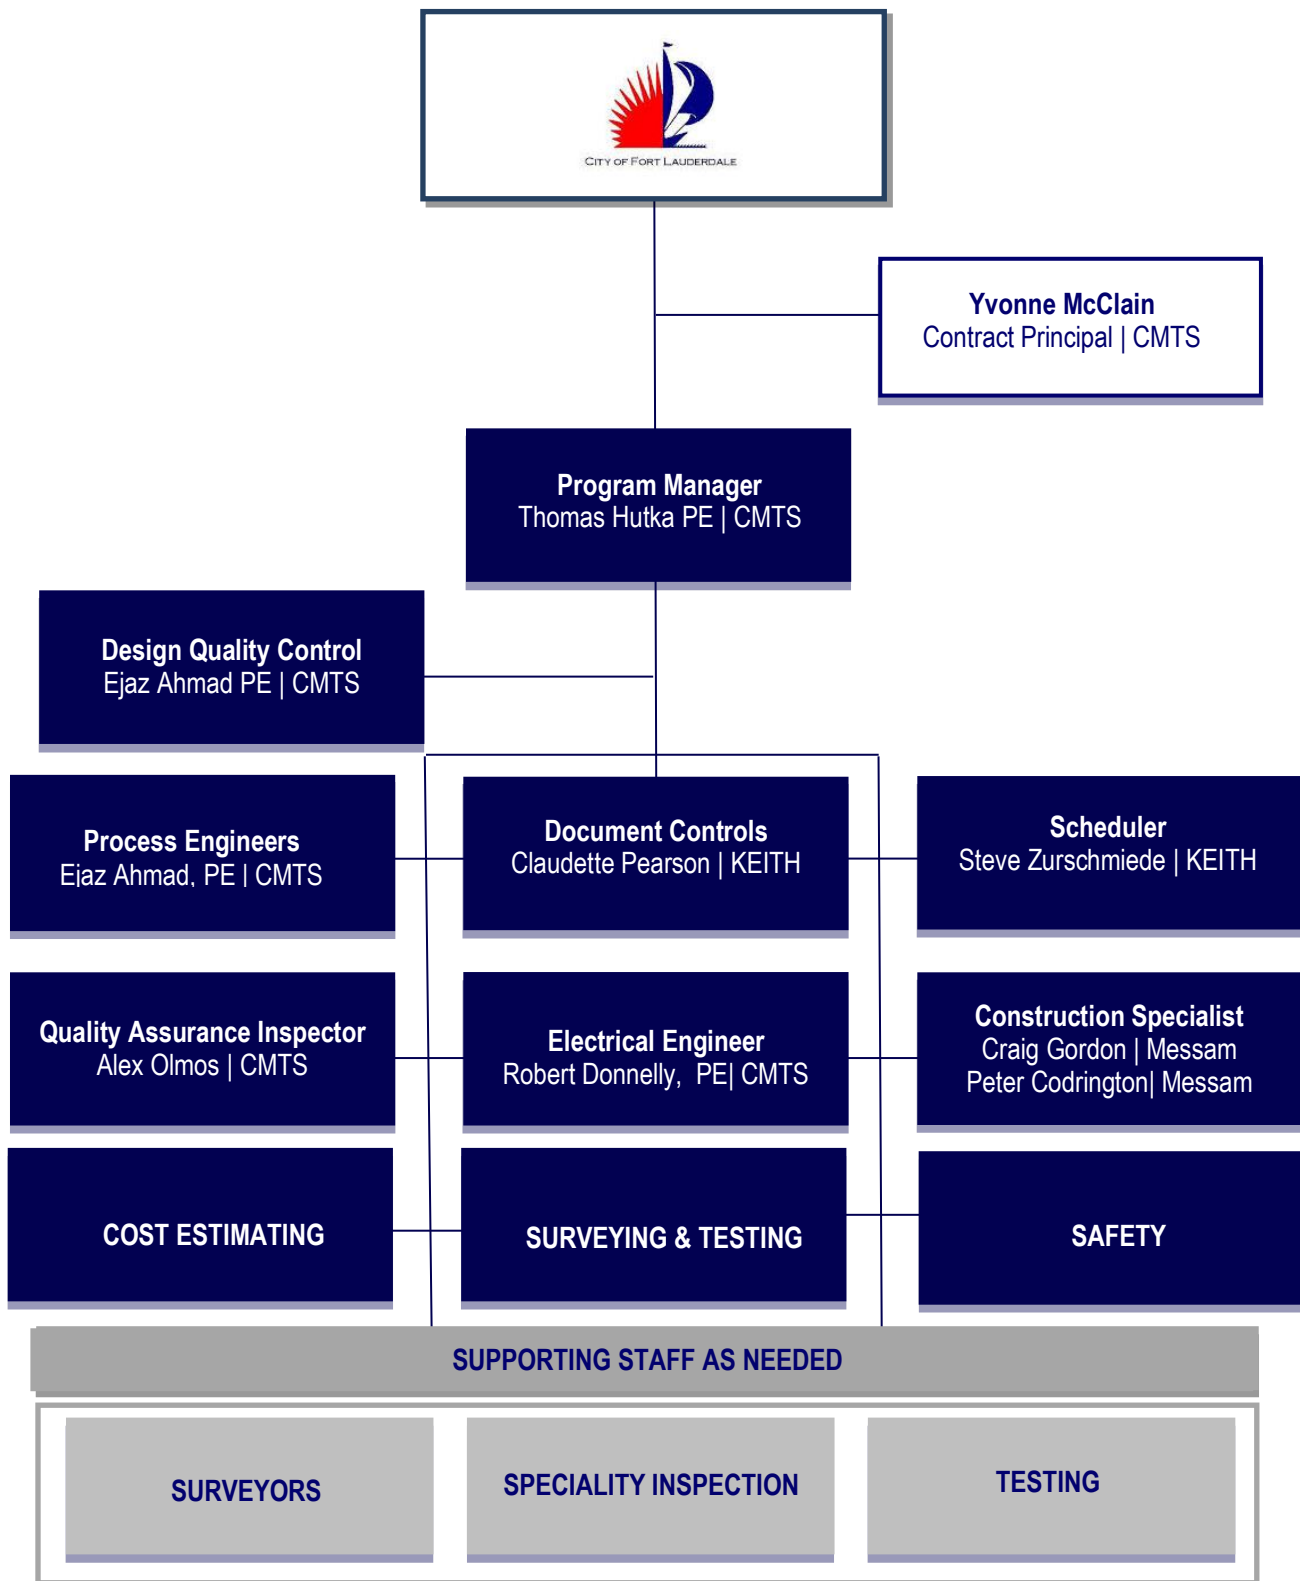 CITY OF FORT LAUDERDALE
Yvonne McClain
Contract Principal | CMTS
Program Manager
Thomas Hutka PE | CMTS
Design Quality Control
Ejaz Ahmad PE | CMTS
Process Engineers
Ejaz Ahmad, PE | CMTS
Document Controls
Claudette Pearson | KEITH
Scheduler
Steve Zurschmiede | KEITH
Quality Assurance Inspector
Alex Olmos | CMTS
Electrical Engineer
Robert Donnelly, PE| CMTS
Construction Specialist
Craig Gordon | Messam
Peter Codrington| Messam
COST ESTIMATING
SURVEYING & TESTING
SAFETY
SUPPORTING STAFF AS NEEDED
SURVEYORS
SPECIALITY INSPECTION
TESTING